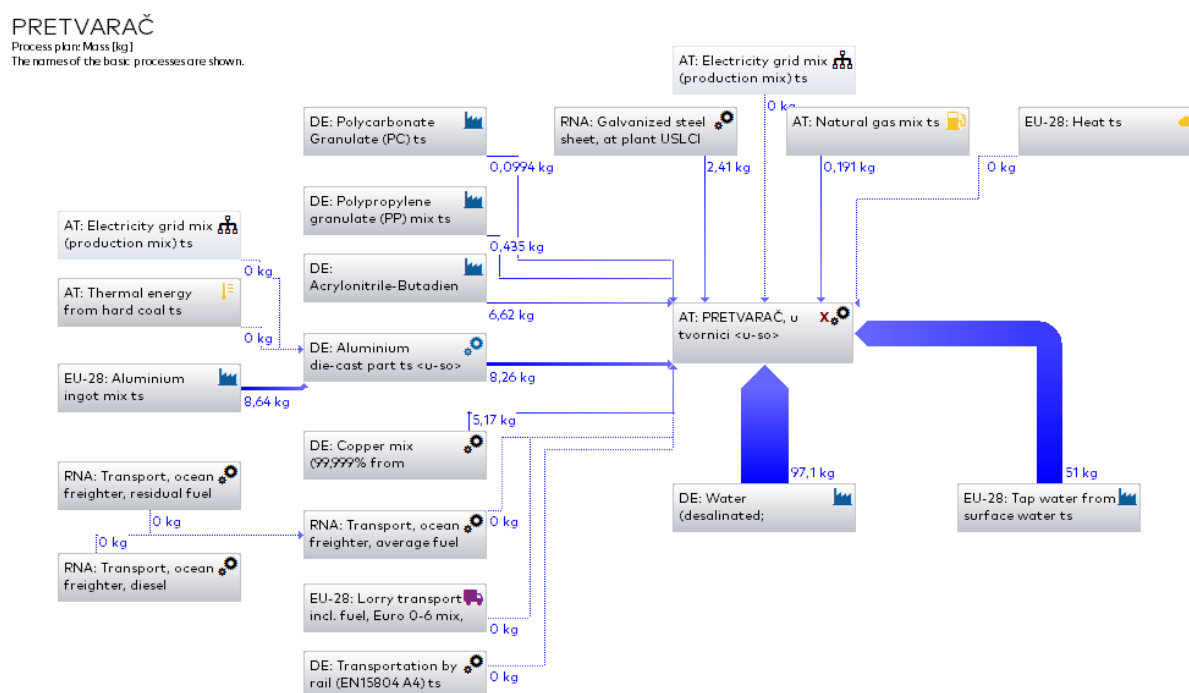 PRETVARAČ
Process plan: Mass [kg]
The names of the basic processes are shown.
AT: Electricity grid mix
(production mix) ts
0 kg
DE: Polycarbonate
Granulate (PC) ts
0,0994 kg
RNA: Galvanized steel
sheet, at plant USLCI
2,41 kg
AT: Natural gas mix ts
0,191 kg
EU-28: Heat ts
0 kg
DE: Polypropylene
granulate (PP) mix ts
0,435 kg
AT: Electricity grid mix
(production mix) ts
0 kg
DE:
Acrylonitrile-Butadien
6,62 kg
AT: Thermal energy
from hard coal ts
0 kg
AT: PRETVARAČ, u
tvornici <u-so>
X
DE: Aluminium
die-cast part ts <u-so>
8,26 kg
EU-28: Aluminium
ingot mix ts
8,64 kg
5,17 kg
DE: Copper mix
(99,999% from
RNA: Transport, ocean
freighter, residual fuel
0 kg
97,1 kg
DE: Water
(desalinated;
51 kg
EU-28: Tap water from
surface water ts
RNA: Transport, ocean
freighter, average fuel
0 kg
0 kg
RNA: Transport, ocean
freighter, diesel
EU-28: Lorry transport
incl. fuel, Euro 0-6 mix,
0 kg
DE: Transportation by
rail (EN15804 A4) ts
0 kg